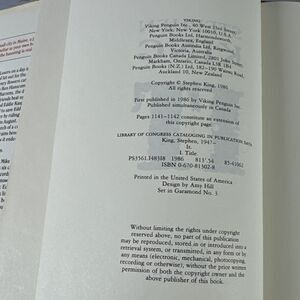 VIKING
Viking Penguin Inc., 40 West 23rd Street,
New York, New York 10010, U.S.A.
Penguin Books Ltd, Harmondsworth,
Middlesex, England
Penguin Books Australia Ltd, Ringwood,
Victoria, Australia
Penguin Books Canada Limited, 2801 John Street,
Markham, Ontario, Canada L3R 1B4
Penguin Books (N.Z.) Ltd, 182–190 Wairau Road,
Auckland 10, New Zealand
Copyright © Stephen King, 1986
All rights reserved
First published in 1986 by Viking Penguin Inc.
Published simultaneously in Canada
Pages 1141–1142 constitute an extension of
this copyright page.
LIBRARY OF CONGRESS CATALOGING IN PUBLICATION DATA
King, Stephen, 1947–
It.
I. Title.
PS3561.I483I8 1986 813'.54 85-41062
ISBN 0-670-81302-8
Printed in the United States of America
Design by Amy Hill
Set in Garamond No. 3
Without limiting the rights under copyright
reserved above, no part of this publication
may be reproduced, stored in or introduced into a
retrieval system, or transmitted, in any form or by
any means (electronic, mechanical, photocopying,
recording or otherwise), without the prior written
permission of both the copyright owner and the
above publisher of this book.